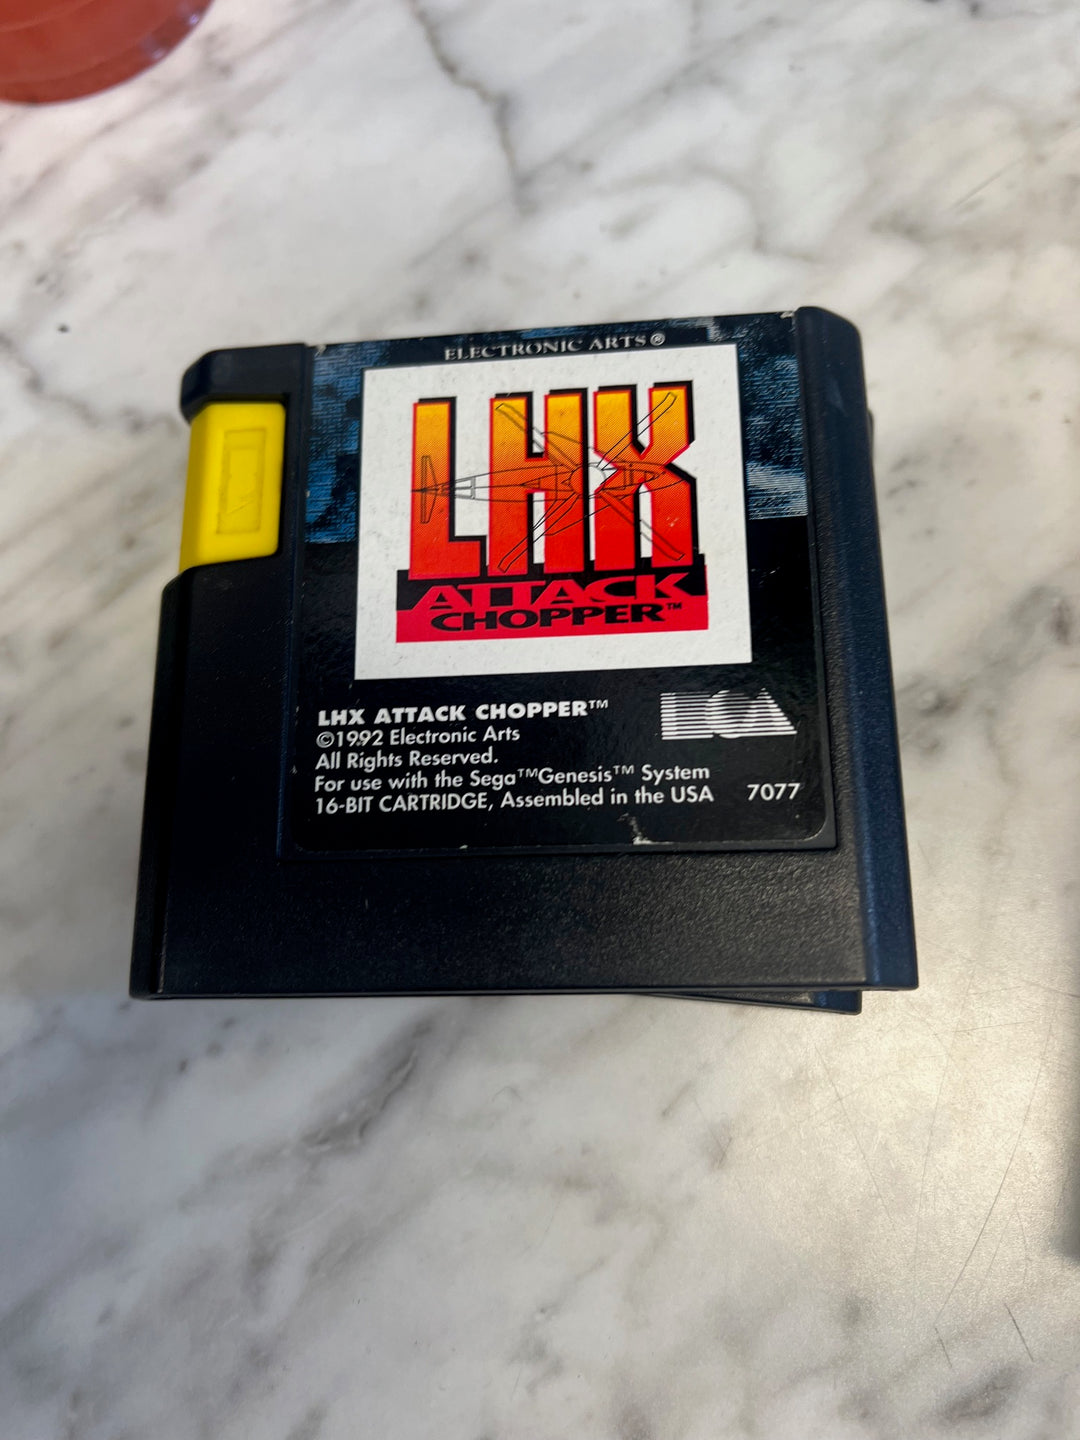 ELECTRONIC ARTS®
LHX
ATTACK
CHOPPER™
LHX ATTACK CHOPPER™
©1992 Electronic Arts
All Rights Reserved.
For use with the Sega™Genesis™ System
16-BIT CARTRIDGE, Assembled in the USA 7077
EA